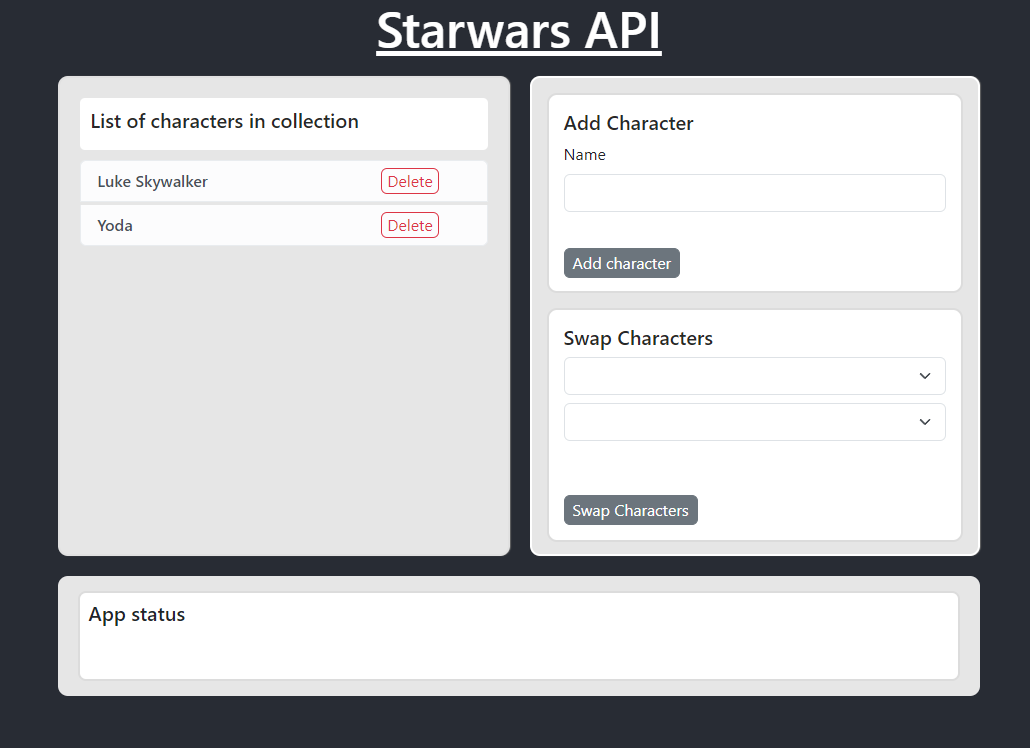 Starwars API
List of characters in collection
Luke Skywalker Delete
Yoda Delete
Add Character
Name
Add character
Swap Characters
Swap Characters
App status